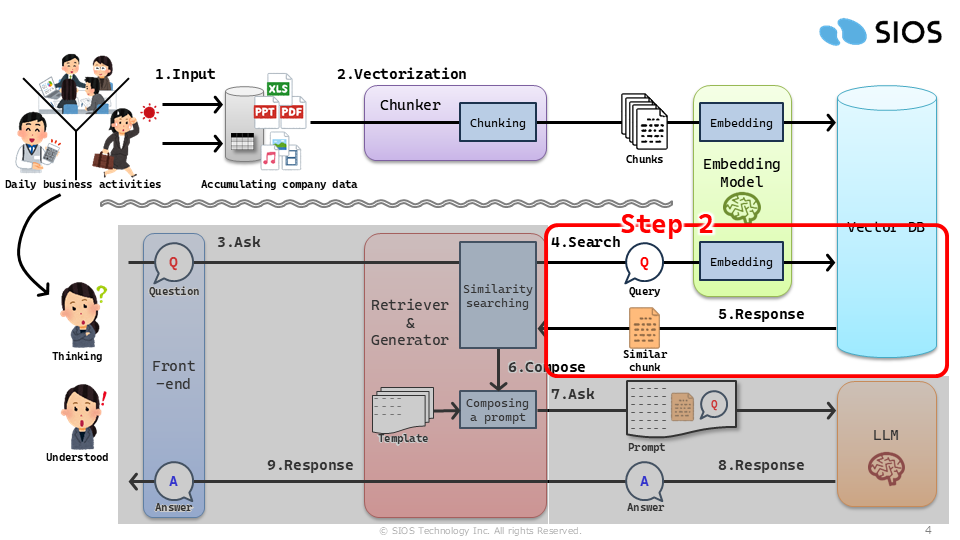 SIOS
1.Input
2.Vectorization
XLS
PPT
PDF
Chunker
Chunking
Chunks
Embedding
Embedding
Model
Daily business activities
Accumulating company data
Step 2
Vector DB
3.Ask
4.Search
Q
Question
Similarity
searching
Q
Query
Embedding
Retriever
&
Generator
5.Response
Thinking
Similar
chunk
Front
-end
6.Compose
7.Ask
Composing
a prompt
Template
Q
Prompt
LLM
Understood
9.Response
8.Response
A
Answer
A
Answer
© SIOS Technology Inc. All rights Reserved.
4